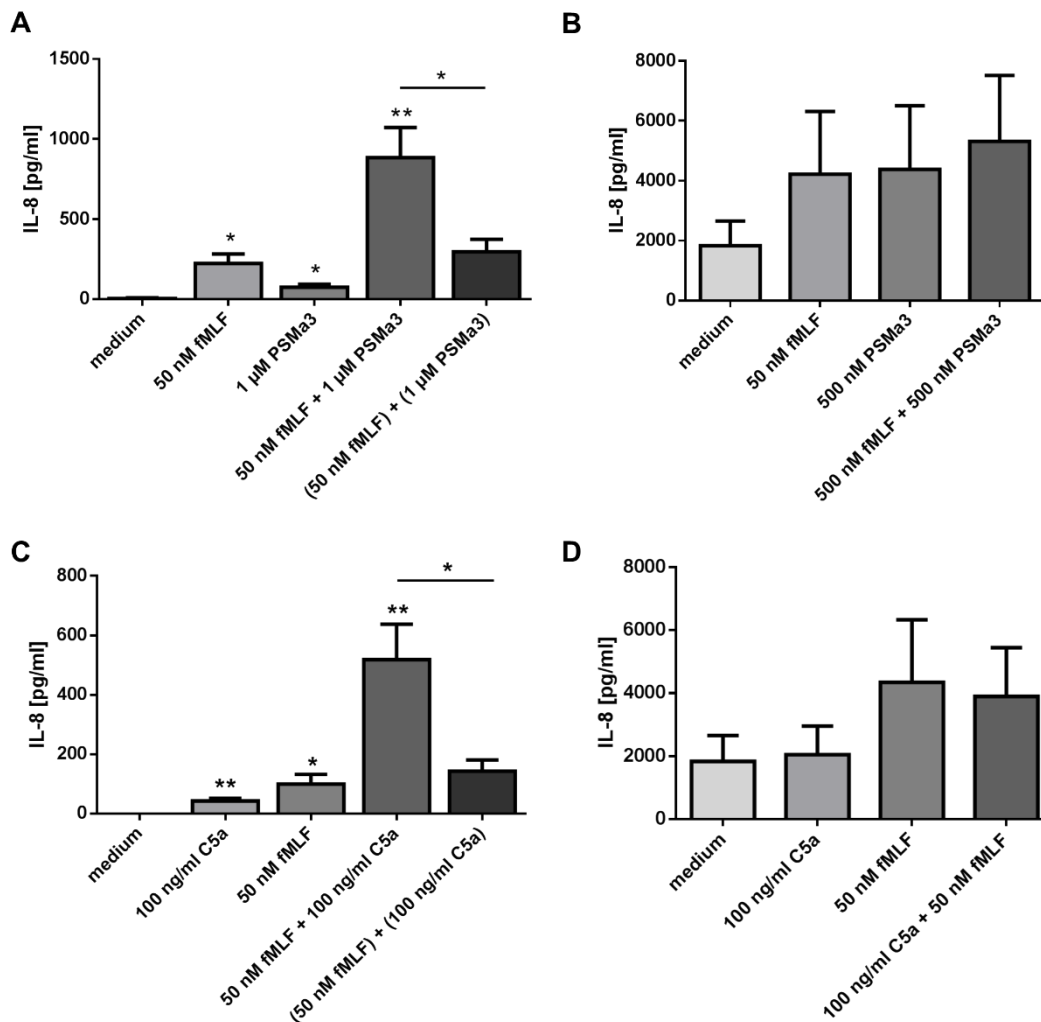 A
IL-8 [pg/ml]
1500
1000
500
0
*
*
**
*
medium
50 nM fMLF
1 µM PSMa3
50 nM fMLF + 1 µM PSMa3
(50 nM fMLF) + (1 µM PSMa3)
B
IL-8 [pg/ml]
8000
6000
4000
2000
0
medium
50 nM fMLF
500 nM PSMa3
500 nM fMLF + 500 nM PSMa3
C
IL-8 [pg/ml]
800
600
400
200
0
**
*
**
*
medium
100 ng/ml C5a
50 nM fMLF
50 nM fMLF + 100 ng/ml C5a
(50 nM fMLF) + (100 ng/ml C5a)
D
IL-8 [pg/ml]
8000
6000
4000
2000
0
medium
100 ng/ml C5a
50 nM fMLF
100 ng/ml C5a + 50 nM fMLF